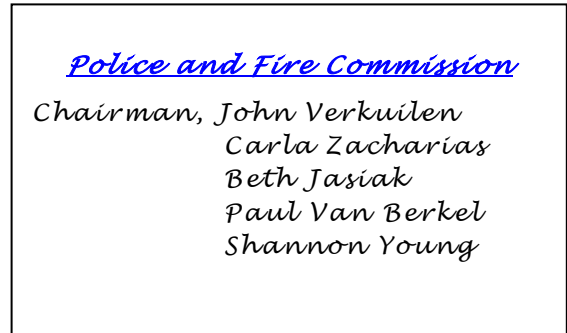 Police and Fire Commission
Chairman, John Verkuilen
Carla Zacharias
Beth Jasiak
Paul Van Berkel
Shannon Young